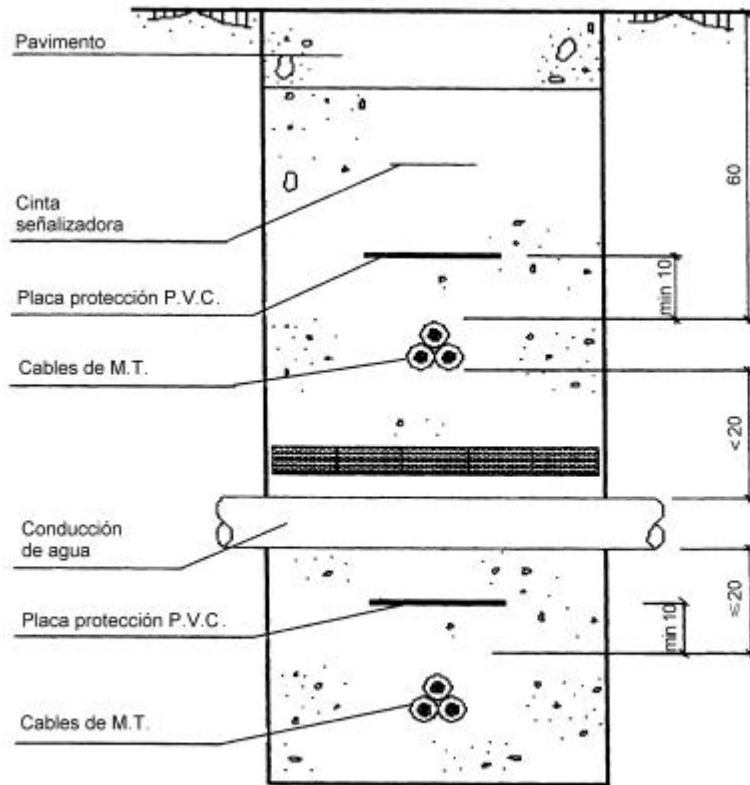 Pavimento
Cinta
señalizadora
Placa protección P.V.C.
Cables de M.T.
Conducción
de agua
Placa protección P.V.C.
Cables de M.T.
60
min 10
<20
≤20
min 10